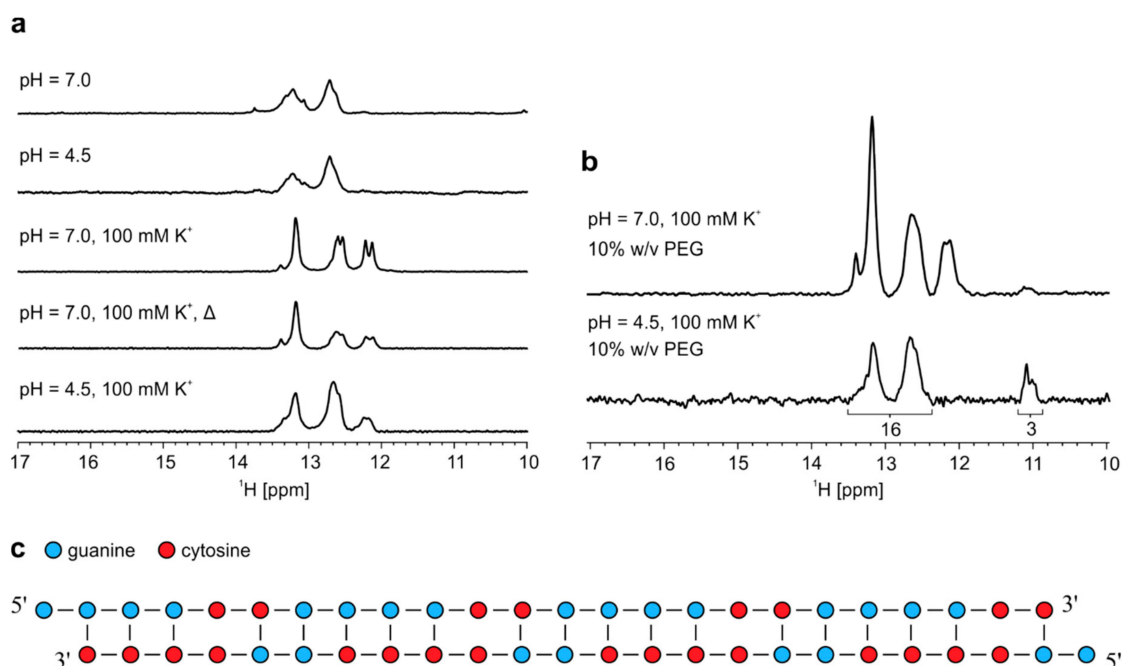 a
pH = 7.0
pH = 4.5
pH = 7.0, 100 mM K⁺
pH = 7.0, 100 mM K⁺, Δ
pH = 4.5, 100 mM K⁺
17 16 15 14 13 12 11 10
¹H [ppm]
b
pH = 7.0, 100 mM K⁺
10% w/v PEG
pH = 4.5, 100 mM K⁺
10% w/v PEG
16 3
17 16 15 14 13 12 11 10
¹H [ppm]
c guanine cytosine
5' 3'
3' 5'